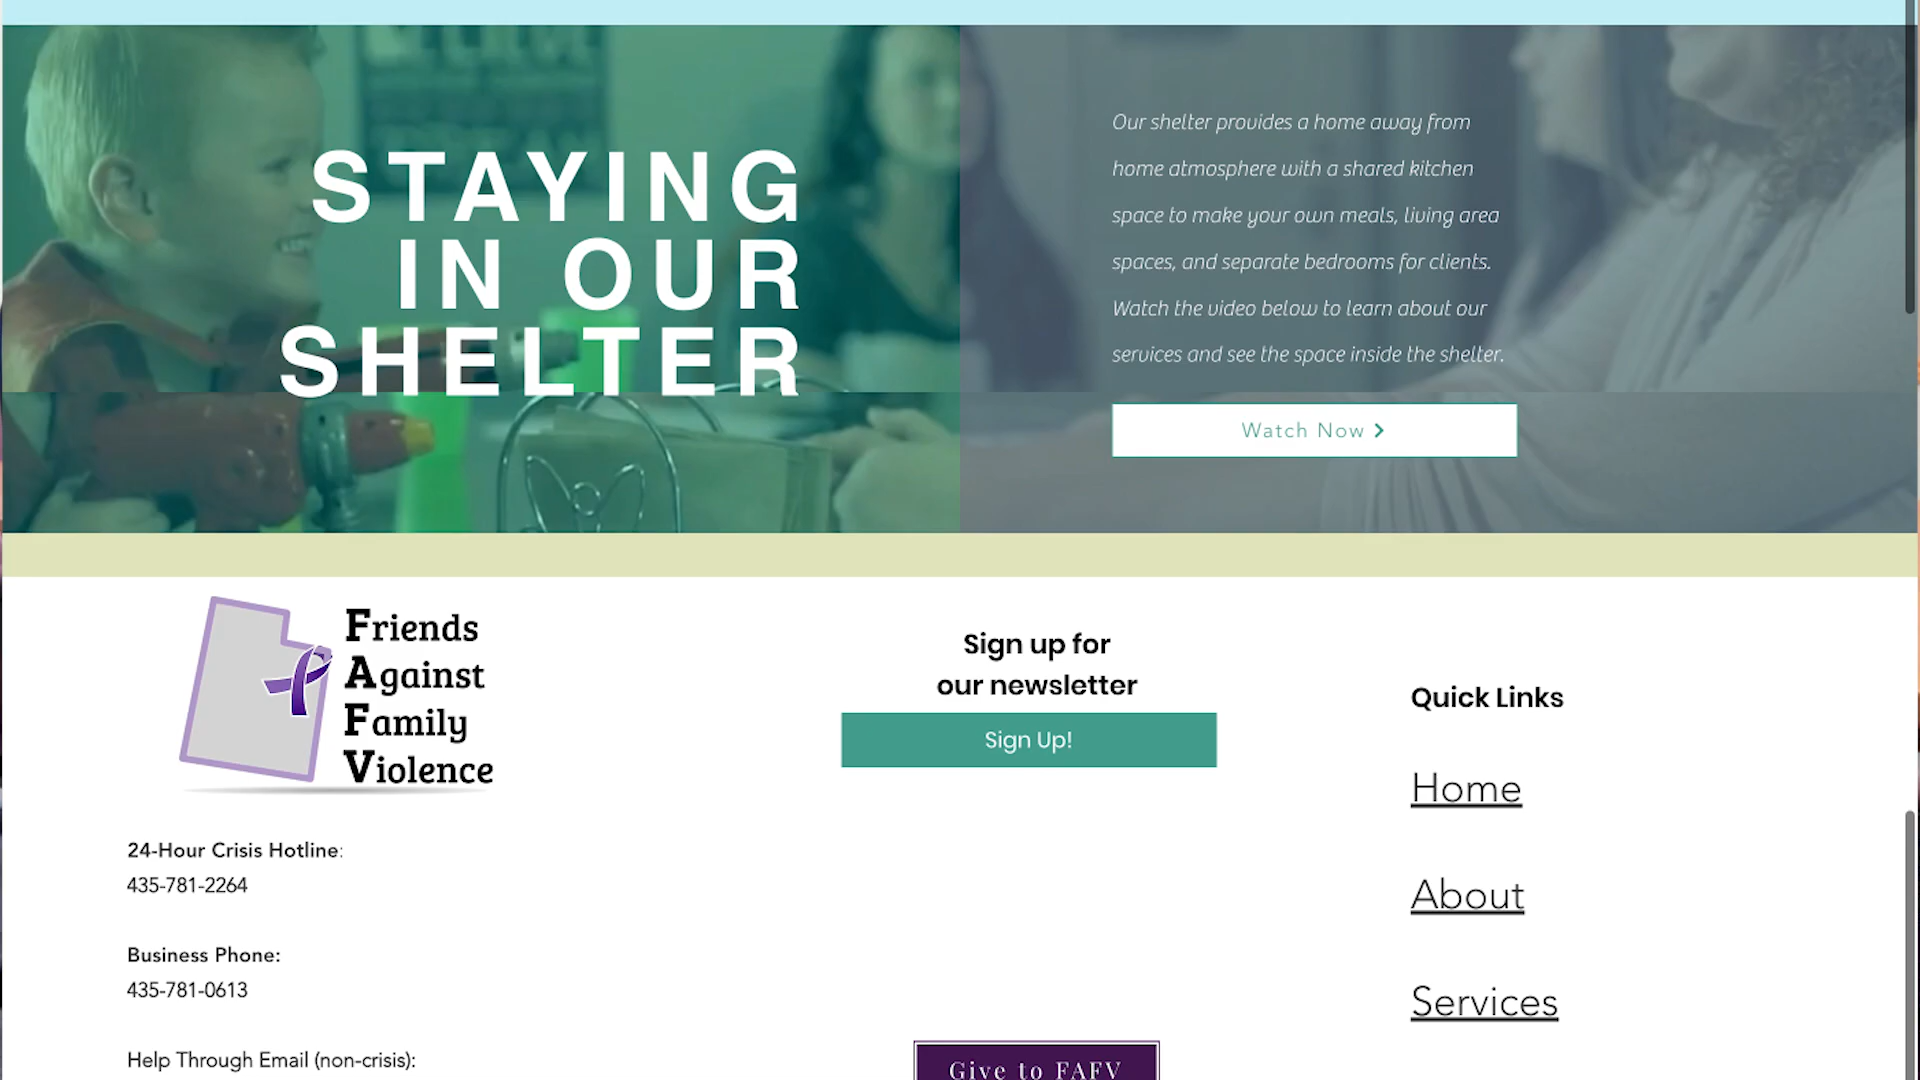 STAYING
IN OUR
SHELTER
Our shelter provides a home away from
home atmosphere with a shared kitchen
space to make your own meals, living area
spaces, and separate bedrooms for clients.
Watch the video below to learn about our
services and see the space inside the shelter.
Watch Now
Friends
Against
Family
Violence
24-Hour Crisis Hotline:
435-781-2264
Business Phone:
435-781-0613
Help Through Email (non-crisis):
Sign up for
our newsletter
Sign Up!
Give to FAFV
Quick Links
Home
About
Services